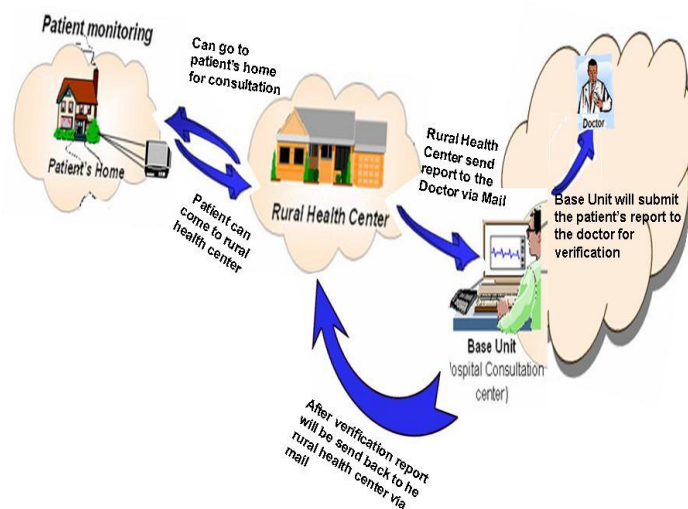 Patient monitoring
Patient's Home
Can go to
patient's home
for consultation
Patient can
come to rural
health center
Rural Health Center
Rural Health
Center send
report to the
Doctor via Mail
Doctor
Base Unit will submit
the patient's report to
the doctor for
verification
Base Unit
ospital Consultation
center)
After verification report
will be send back to he
rural health center via
mail